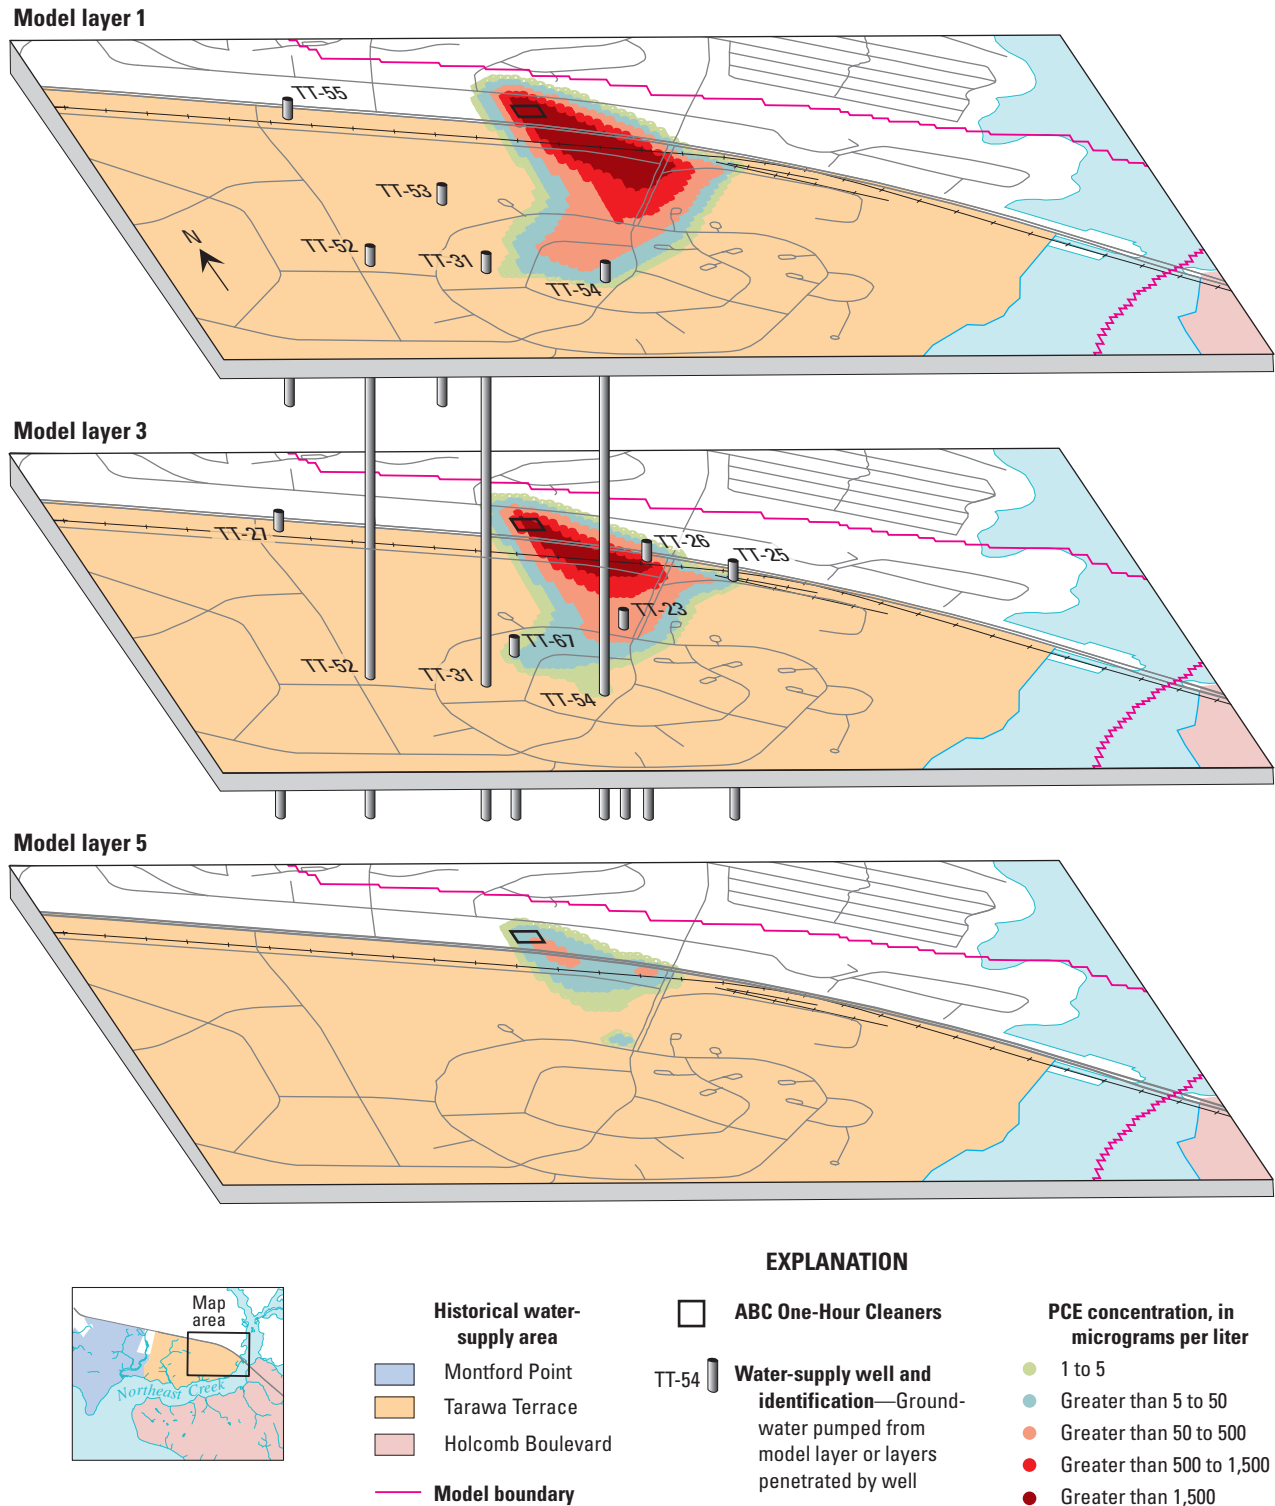 Model layer 1
TT-55
TT-53
TT-52
TT-31
TT-54
N
Model layer 3
TT-27
TT-26
TT-25
TT-23
TT-67
TT-52
TT-31
TT-54
Model layer 5
EXPLANATION
Map
area
Northeast Creek
Historical water-
supply area
Montford Point
Tarawa Terrace
Holcomb Boulevard
Model boundary
ABC One-Hour Cleaners
TT-54
Water-supply well and
identification—Ground-
water pumped from
model layer or layers
penetrated by well
PCE concentration, in
micrograms per liter
1 to 5
Greater than 5 to 50
Greater than 50 to 500
Greater than 500 to 1,500
Greater than 1,500